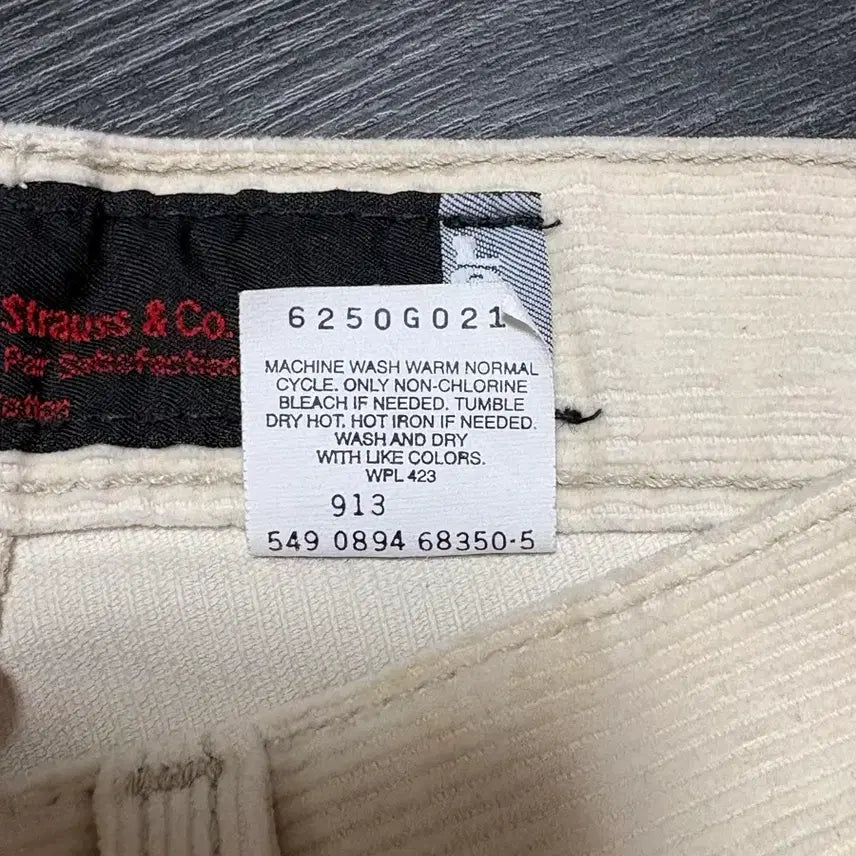 Strauss & Co.
Pair
6250G021
MACHINE WASH WARM NORMAL
CYCLE. ONLY NON-CHLORINE
BLEACH IF NEEDED. TUMBLE
DRY HOT. HOT IRON IF NEEDED.
WASH AND DRY
WITH LIKE COLORS.
WPL 423
913
549 0894 68350-5